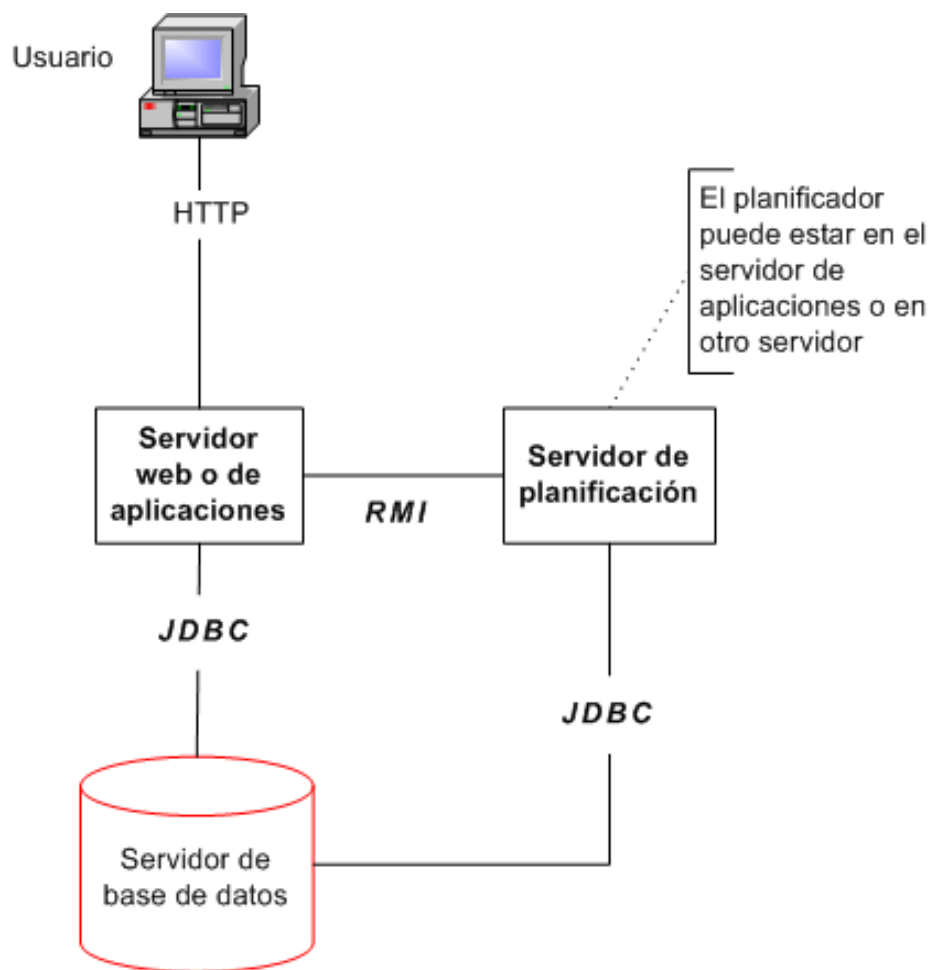 Usuario
HTTP
El planificador
puede estar en el
servidor de
aplicaciones o en
otro servidor
Servidor
web o de
aplicaciones
RMI
Servidor de
planificación
JDBC
JDBC
Servidor de
base de datos